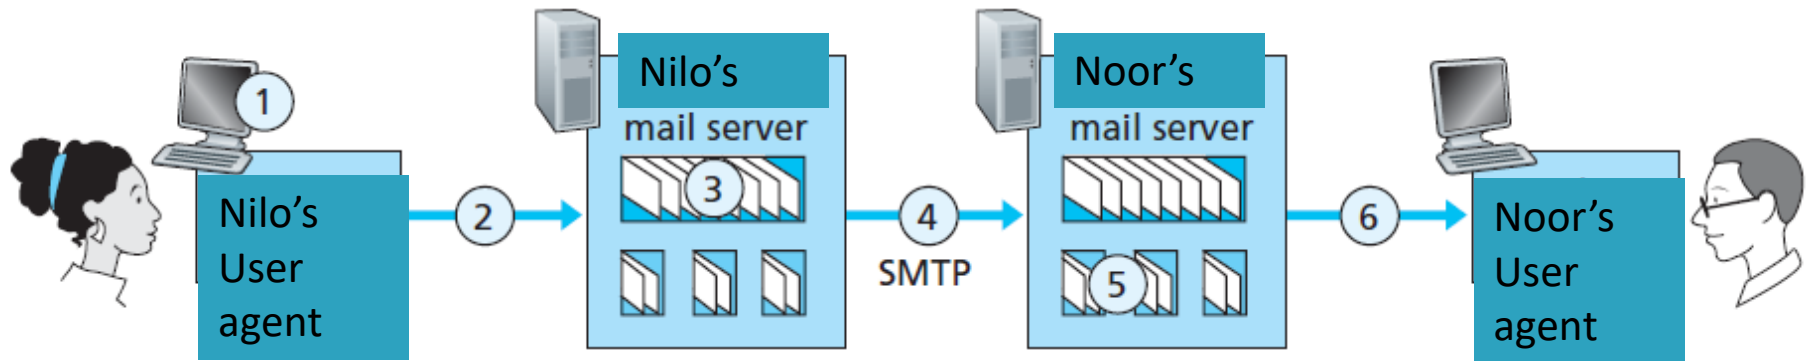 1
Nilo's
User
agent
2
Nilo's
mail server
3
4
SMTP
Noor's
mail server
5
6
Noor's
User
agent